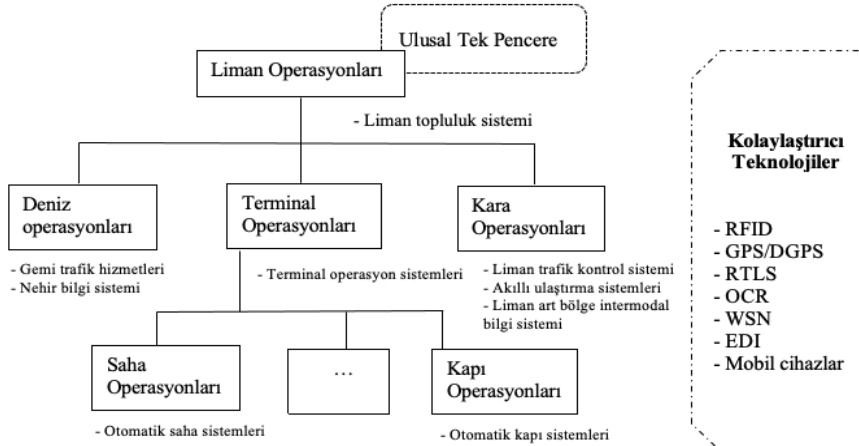 Ulusal Tek Pencere
Liman Operasyonları
- Liman topluluk sistemi
Deniz
operasyonları
- Gemi trafik hizmetleri
- Nehir bilgi sistemi
Terminal
Operasyonları
- Terminal operasyon sistemleri
Kara
Operasyonları
- Liman trafik kontrol sistemi
- Akıllı ulaştırma sistemleri
- Liman art bölge intermodal
bilgi sistemi
Saha
Operasyonları
- Otomatik saha sistemleri
…
Kapı
Operasyonları
- Otomatik kapı sistemleri
Kolaylaştırıcı
Teknolojiler
- RFID
- GPS/DGPS
- RTLS
- OCR
- WSN
- EDI
- Mobil cihazlar